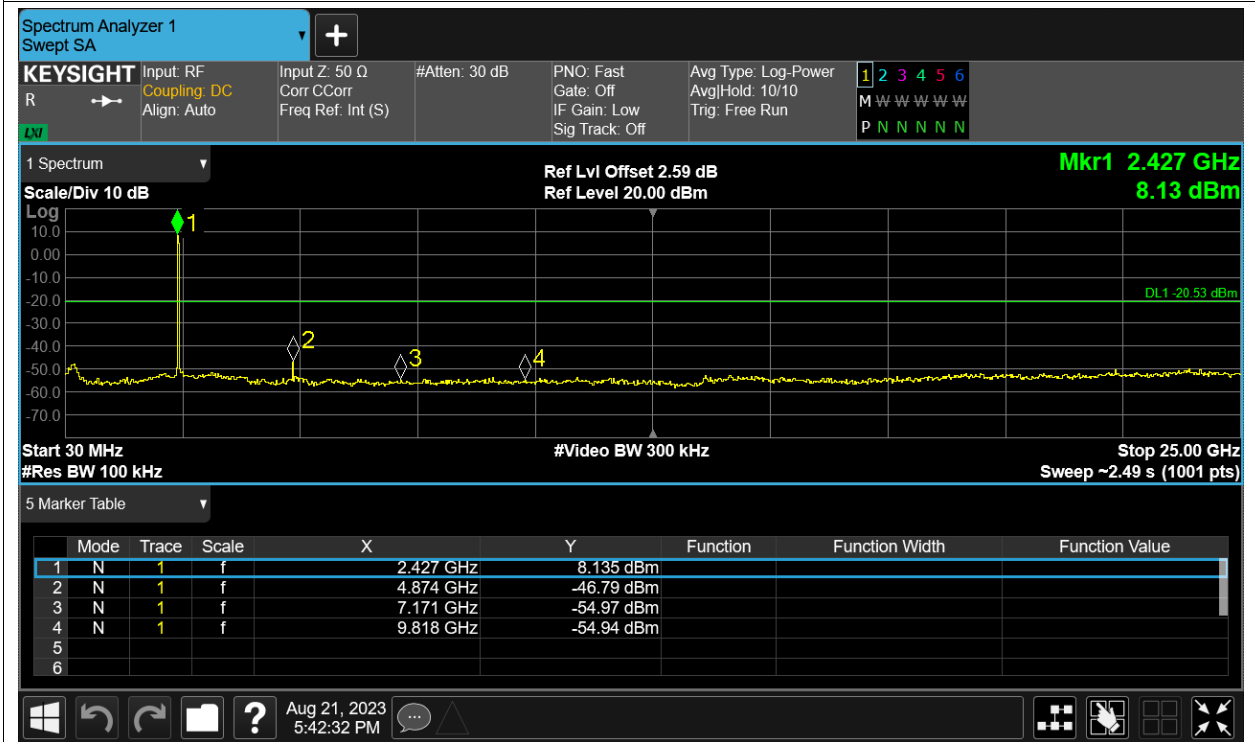 Spectrum Analyzer 1
Swept SA
+
KEYSIGHT Input: RF Input Z: 50 Ω #Atten: 30 dB PNO: Fast Avg Type: Log-Power 1 2 3 4 5 6
R Coupling: DC Corr CCorr Gate: Off Avg|Hold: 10/10 M W W W W W
Align: Auto Freq Ref: Int (S) IF Gain: Low Trig: Free Run
LXI Sig Track: Off P N N N N N
1 Spectrum Ref Lvl Offset 2.59 dB Mkr1 2.427 GHz
Scale/Div 10 dB Ref Level 20.00 dBm 8.13 dBm
Log
1
10.0
0.00
-10.0
DL1 -20.53 dBm
-20.0
-30.0
2
-40.0
3 4
-50.0
-60.0
-70.0
Start 30 MHz #Video BW 300 kHz Stop 25.00 GHz
#Res BW 100 kHz Sweep ~2.49 s (1001 pts)
5 Marker Table
Mode Trace Scale X Y Function Function Width Function Value
1 N 1 f 2.427 GHz 8.135 dBm
2 N 1 f 4.874 GHz -46.79 dBm
3 N 1 f 7.171 GHz -54.97 dBm
4 N 1 f 9.818 GHz -54.94 dBm
5
6
? Aug 21, 2023
5:42:32 PM